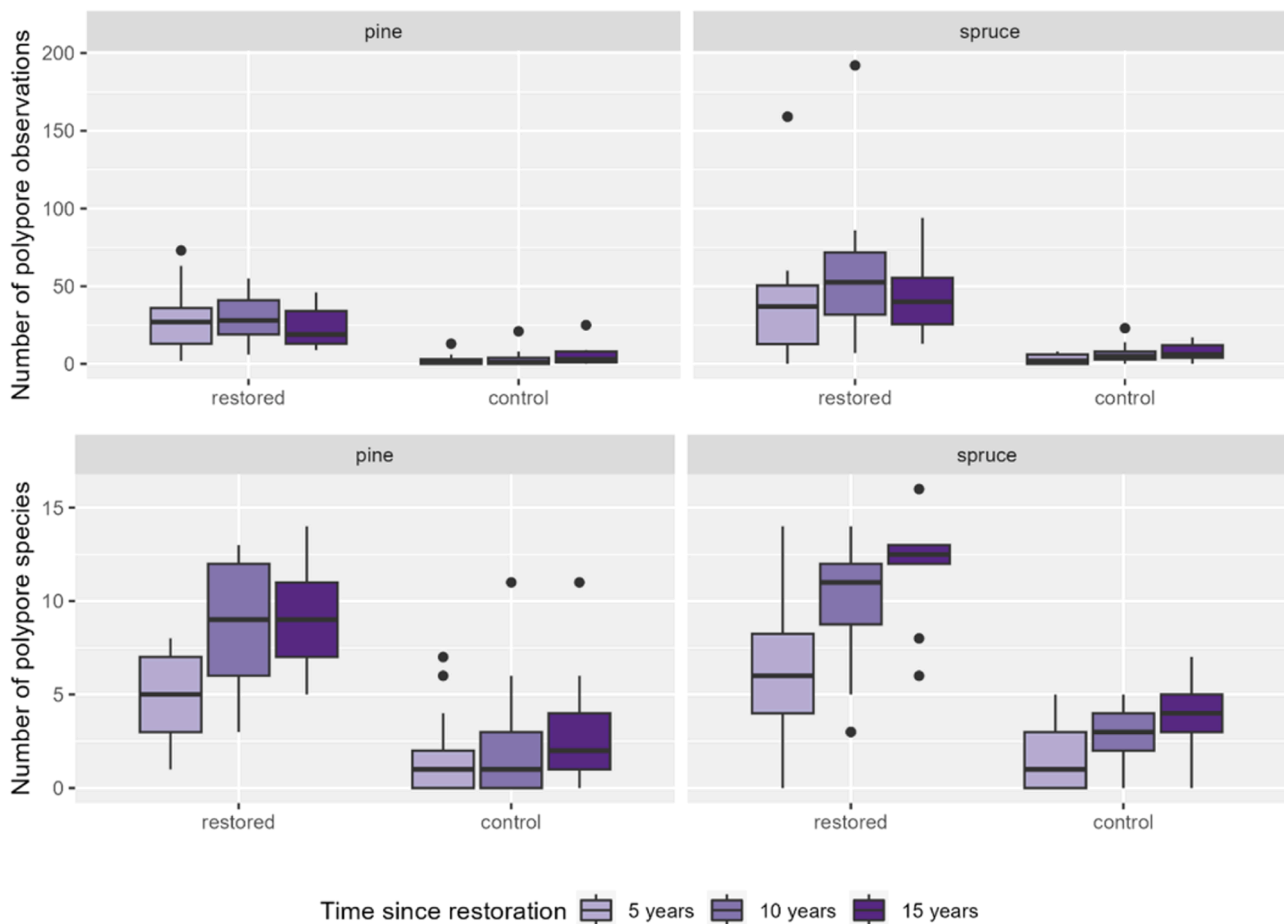 pine
spruce
Number of polypore observations
200
150
100
50
0
restored
control
restored
control
pine
spruce
Number of polypore species
15
10
5
0
restored
control
restored
control
Time since restoration 5 years 10 years 15 years